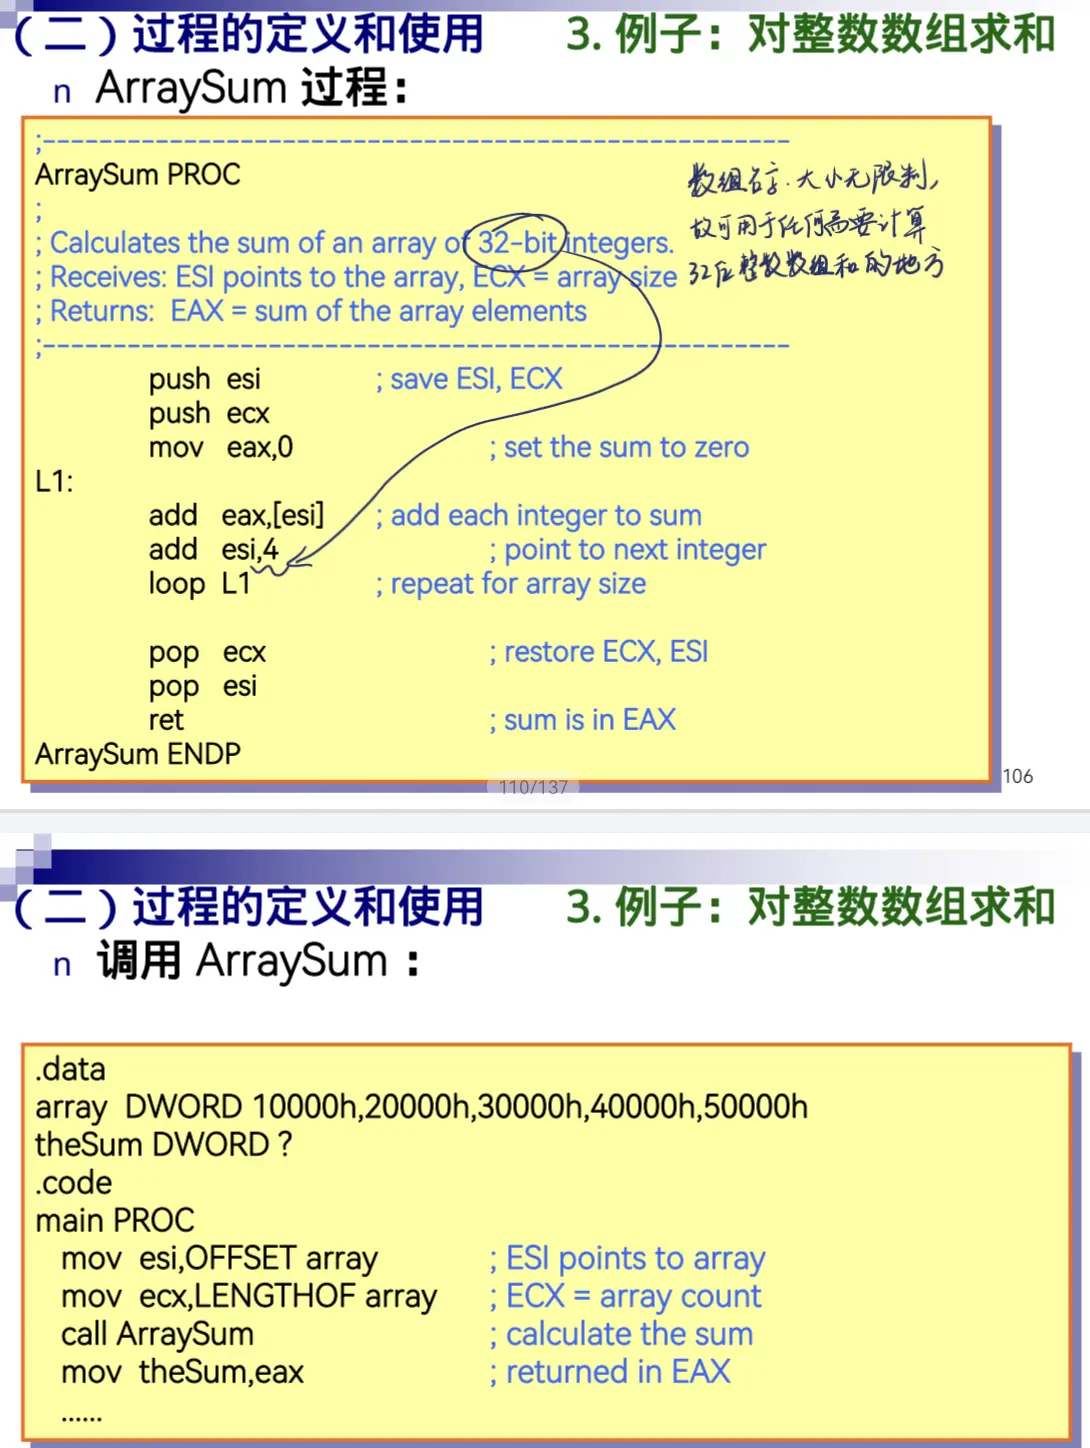 （二）过程的定义和使用 3. 例子：对整数数组求和
n ArraySum 过程：
;-----------------------------------------------------
ArraySum PROC
;
; Calculates the sum of an array of 32-bit integers.
; Receives: ESI points to the array, ECX = array size
; Returns: EAX = sum of the array elements
;-----------------------------------------------------
数组名字.大小无限制,
故可用于任何需要计算
32位整数数组和的地方
push esi ; save ESI, ECX
push ecx
mov eax,0 ; set the sum to zero
L1:
add eax,[esi] ; add each integer to sum
add esi,4 ; point to next integer
loop L1 ; repeat for array size
pop ecx ; restore ECX, ESI
pop esi
ret ; sum is in EAX
ArraySum ENDP
110/137
106
（二）过程的定义和使用 3. 例子：对整数数组求和
n 调用 ArraySum ：
.data
array DWORD 10000h,20000h,30000h,40000h,50000h
theSum DWORD ?
.code
main PROC
mov esi,OFFSET array ; ESI points to array
mov ecx,LENGTHOF array ; ECX = array count
call ArraySum ; calculate the sum
mov theSum,eax ; returned in EAX
......